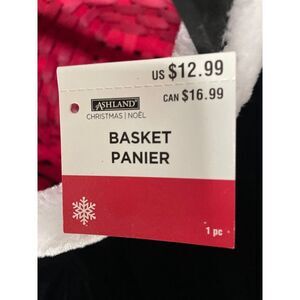 US $12.99
CAN $16.99
ASHLAND
CHRISTMAS | NOËL
BASKET
PANIER
1 pc